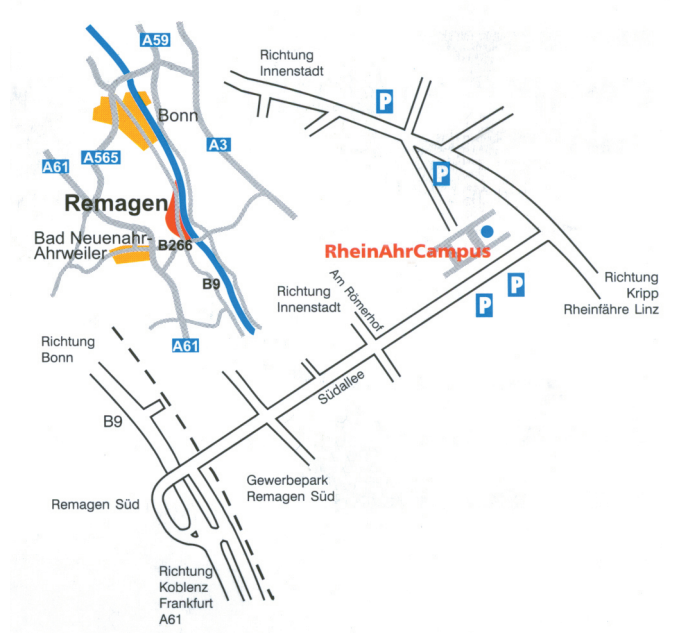 A59
Richtung
Innenstadt
P
Bonn
A3
A565
A61
P
Remagen
Bad Neuenahr-
Ahrweiler
B266
RheinAhrCampus
B9
Richtung
Innenstadt
Am Römerhof
P
P
Richtung
Kripp
Rheinfähre Linz
A61
Richtung
Bonn
Südallee
B9
Gewerbepark
Remagen Süd
Remagen Süd
Richtung
Koblenz
Frankfurt
A61